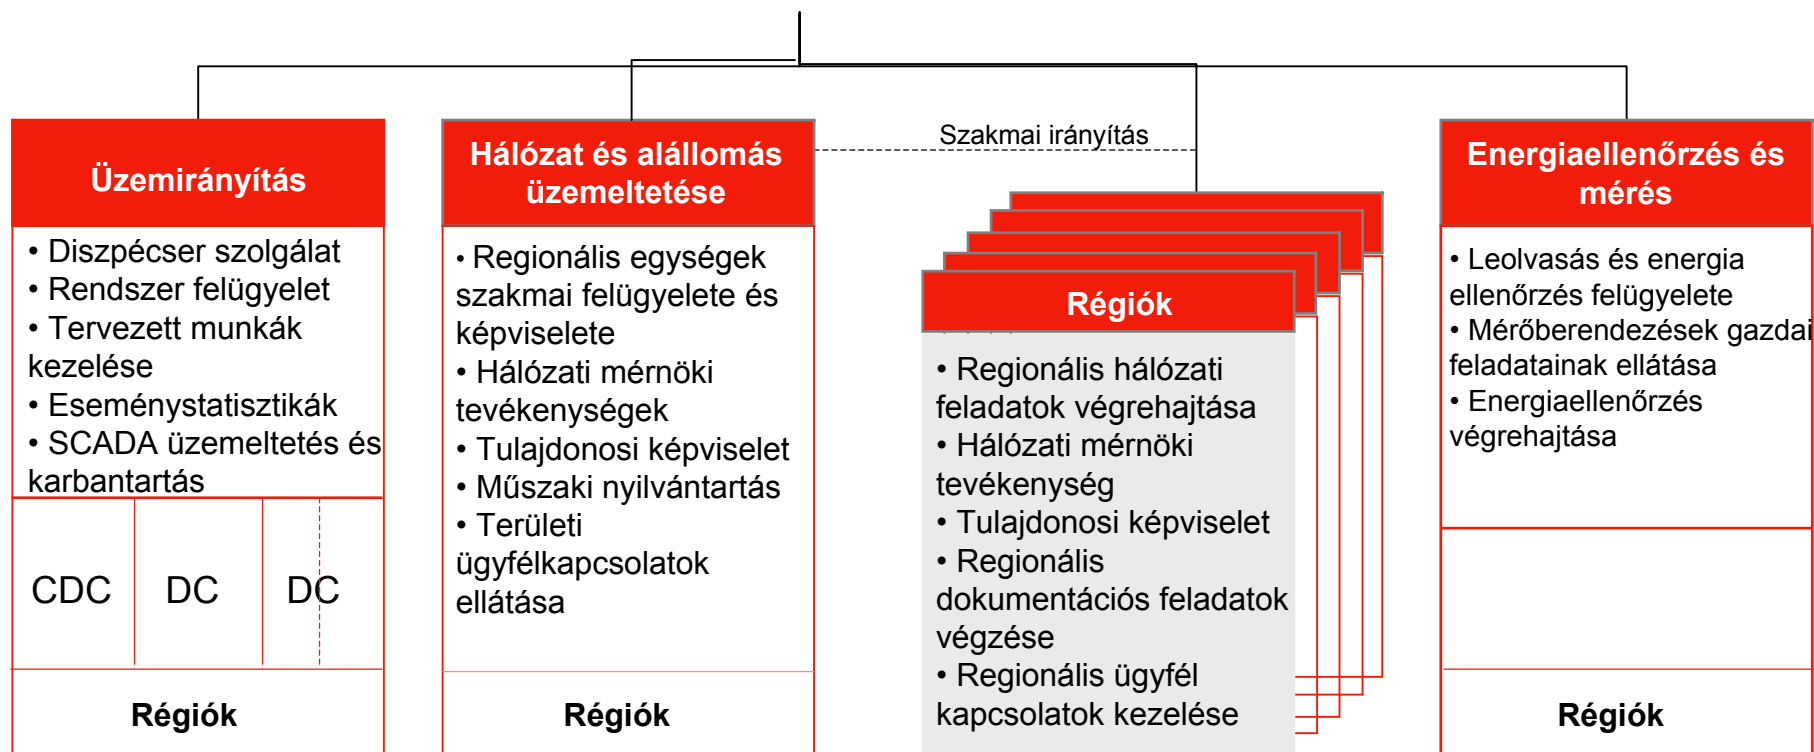 Szakmai irányítás
Üzemirányítás
• Diszpécser szolgálat
• Rendszer felügyelet
• Tervezett munkák
kezelése
• Eseménystatisztikák
• SCADA üzemeltetés és
karbantartás
CDC
DC
DC
Régiók
Hálózat és alállomás
üzemeltetése
• Regionális egységek
szakmai felügyelete és
képviselete
• Hálózati mérnöki
tevékenységek
• Tulajdonosi képviselet
• Műszaki nyilvántartás
• Területi
ügyfélkapcsolatok
ellátása
Régiók
Régiók
• Regionális hálózati
feladatok végrehajtása
• Hálózati mérnöki
tevékenység
• Tulajdonosi képviselet
• Regionális
dokumentációs feladatok
végzése
• Regionális ügyfél
kapcsolatok kezelése
Energiaellenőrzés és
mérés
• Leolvasás és energia
ellenőrzés felügyelete
• Mérőberendezések gazdai
feladatainak ellátása
• Energiaellenőrzés
végrehajtása
Régiók